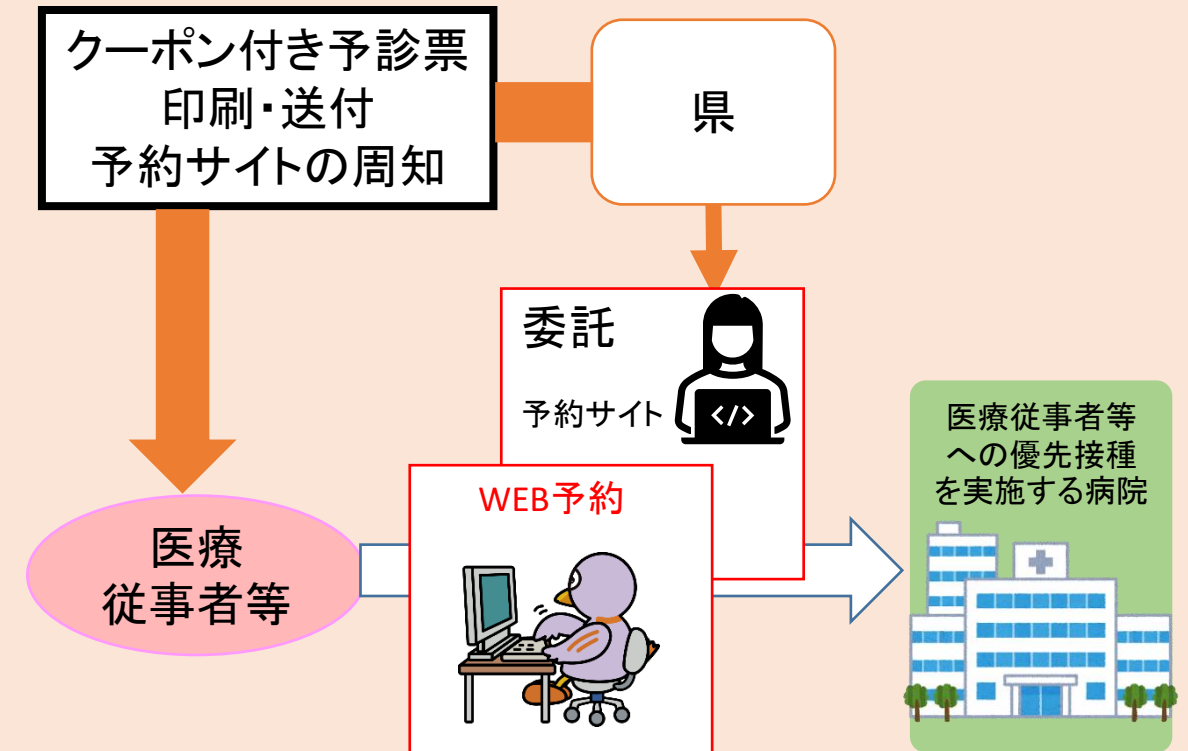 クーポン付き予診票
印刷・送付
予約サイトの周知
県
委託
予約サイト
</>
WEB予約
医療
従事者等
医療従事者等
への優先接種
を実施する病院